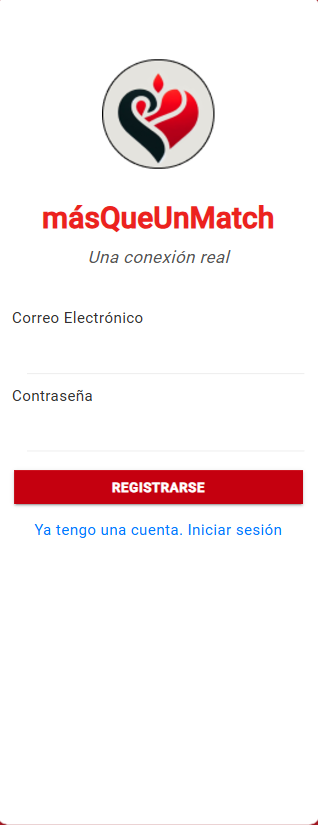 másQueUnMatch
Una conexión real
Correo Electrónico
Contraseña
REGISTRARSE
Ya tengo una cuenta. Iniciar sesión